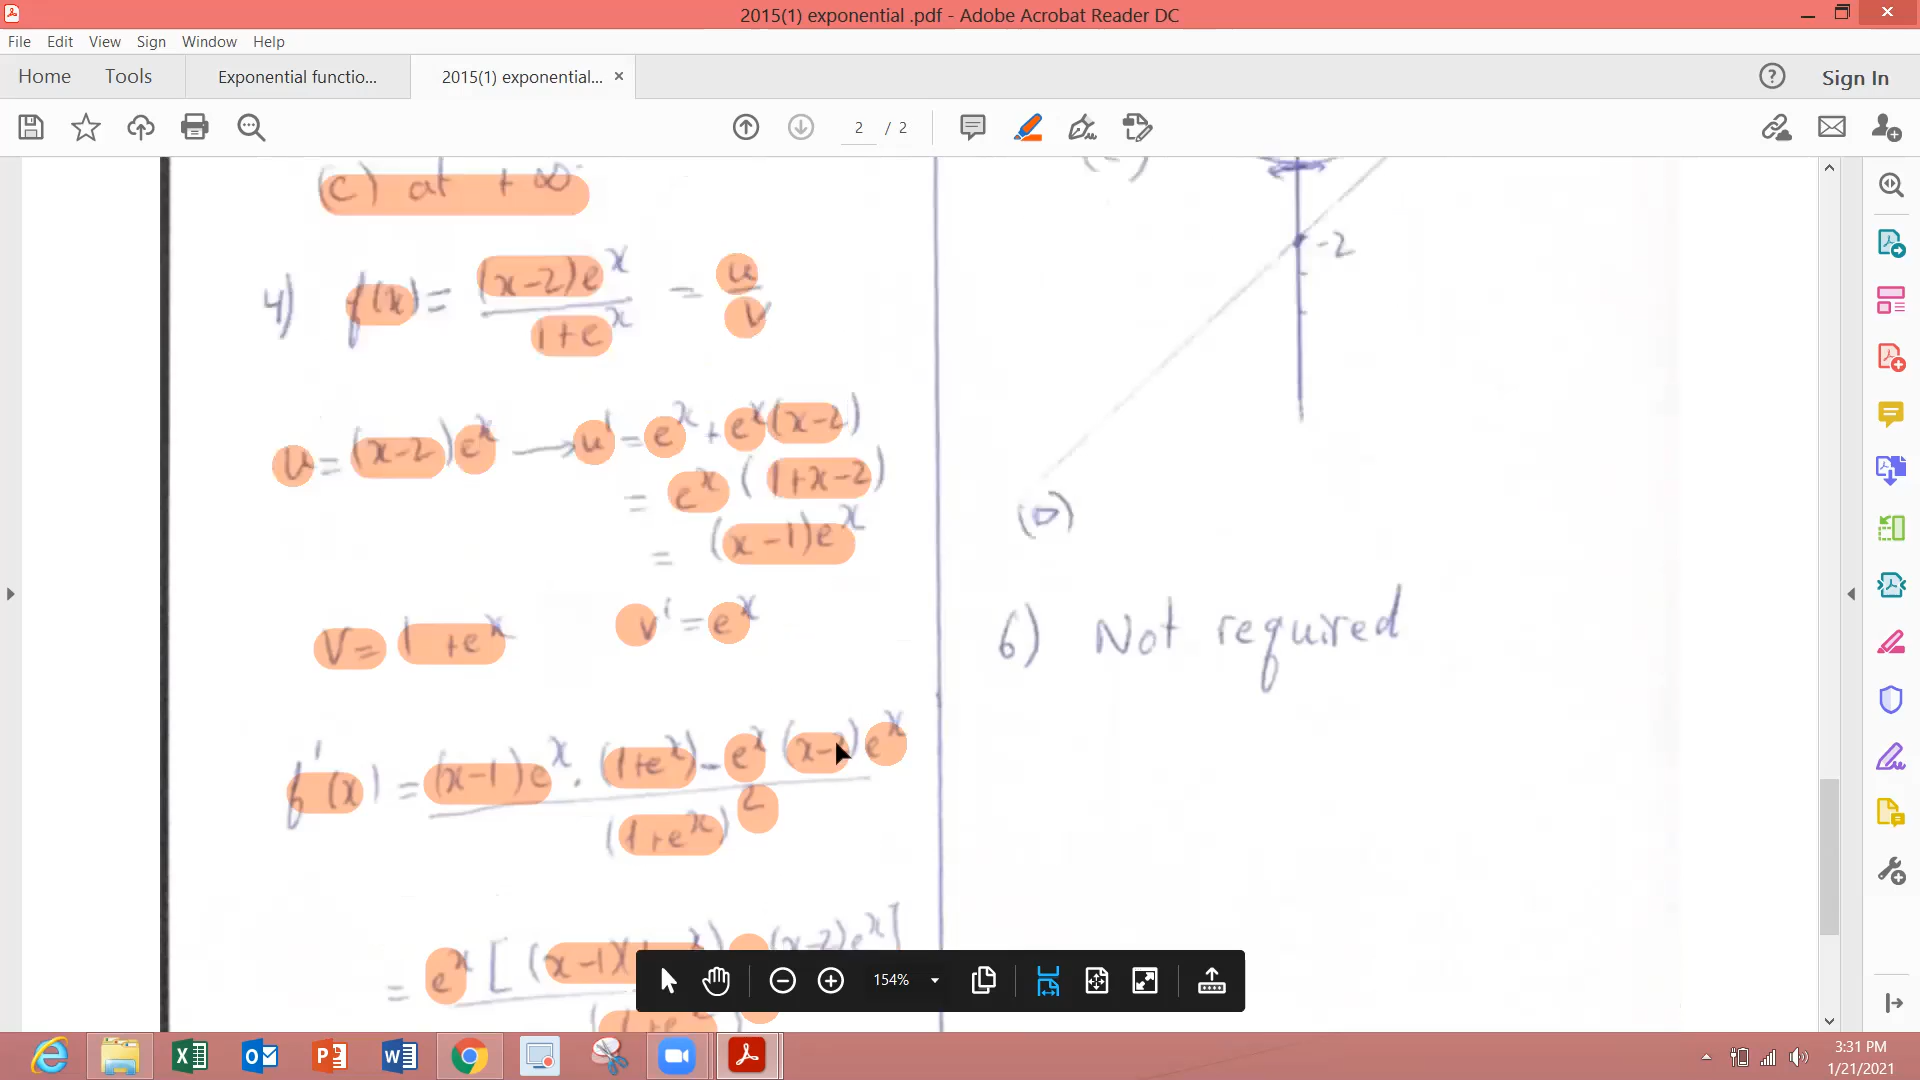 2015(1) exponential .pdf - Adobe Acrobat Reader DC
File Edit View Sign Window Help
Home Tools Exponential functio... 2015(1) exponential... × ? Sign In
2 / 2
(c) at +∞
4) f(x) = (x-2)e^x / 1+e^x = u/v
u = (x-2)e^x → u' = e^x + e^x(x-2)
= e^x (1+x-2)
= (x-1)e^x
V = 1+e^x v' = e^x
f'(x) = (x-1)e^x . (1+e^x) - e^x (x-2)e^x / (1+e^x)^2
= e^x [(x-1)( (x-2)e^x]
-2
(D)
6) Not required
154%
3:31 PM
1/21/2021